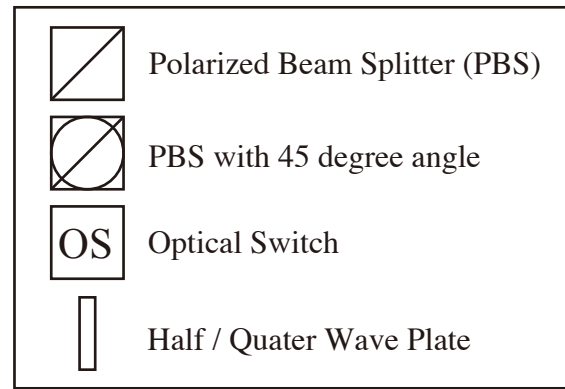 Polarized Beam Splitter (PBS)
PBS with 45 degree angle
OS Optical Switch
Half / Quater Wave Plate